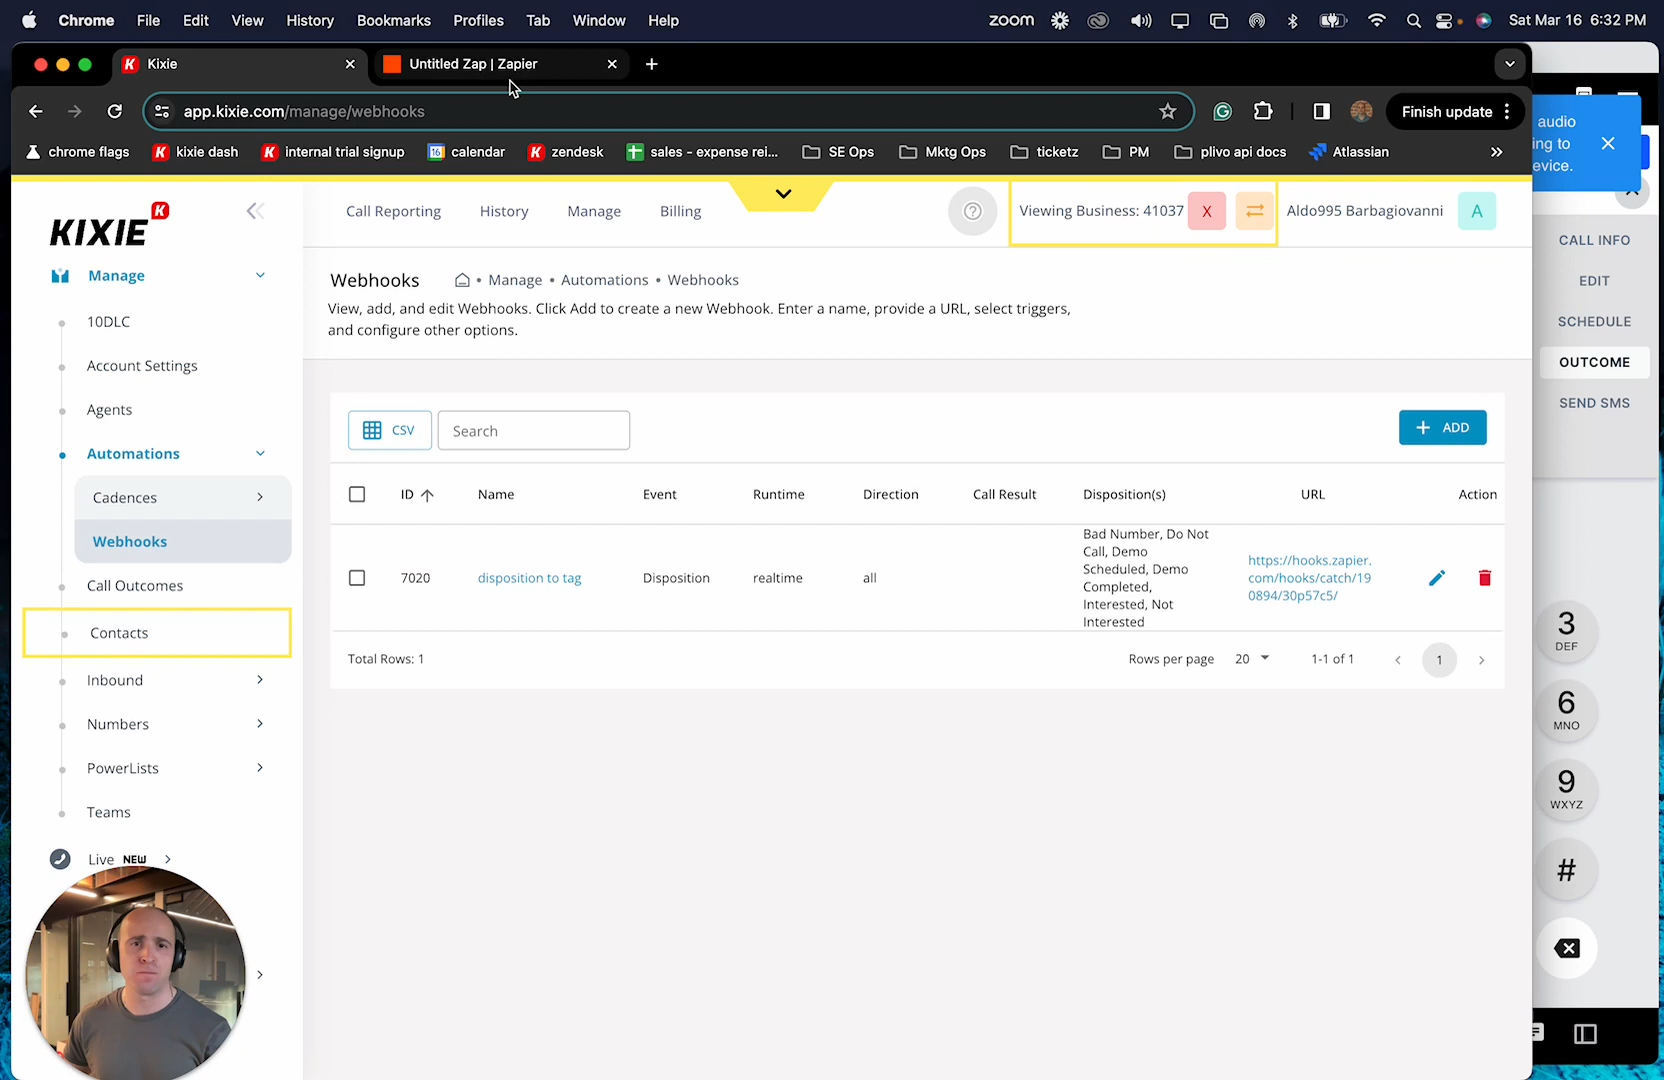 Chrome File Edit View History Bookmarks Profiles Tab Window Help zoom Sat Mar 16 6:32 PM
K Kixie Untitled Zap | Zapier
app.kixie.com/manage/webhooks Finish update
chrome flags K kixie dash K internal trial signup 16 calendar K zendesk sales - expense rei... SE Ops Mktg Ops ticketz PM plivo api docs Atlassian
audio
ing to
evice.
KIXIE K
Call Reporting History Manage Billing Viewing Business: 41037 X Aldo995 Barbagiovanni A
Manage
10DLC
Account Settings
Agents
Automations
Cadences
Webhooks
Call Outcomes
Contacts
Inbound
Numbers
PowerLists
Teams
Live NEW
Webhooks Manage • Automations • Webhooks
View, add, and edit Webhooks. Click Add to create a new Webhook. Enter a name, provide a URL, select triggers,
and configure other options.
CSV Search + ADD
ID Name Event Runtime Direction Call Result Disposition(s) URL Action
7020 disposition to tag Disposition realtime all
Bad Number, Do Not
Call, Demo
Scheduled, Demo
Completed,
Interested, Not
Interested
https://hooks.zapier.
com/hooks/catch/19
0894/30p57c5/
Total Rows: 1 Rows per page 20 1-1 of 1 1
CALL INFO
EDIT
SCHEDULE
OUTCOME
SEND SMS
3
DEF
6
MNO
9
WXYZ
#